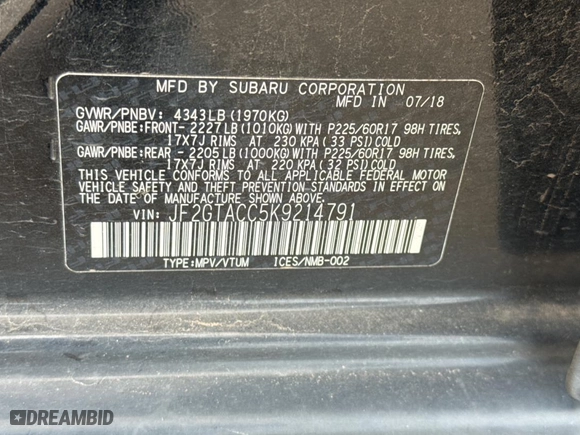 MFD BY SUBARU CORPORATION
MFD IN 07/18
GVWR/PNBV: 4343LB (1970KG)
GAWR/PNBE:FRONT- 2227LB (1010KG) WITH P225/60R17 98H TIRES,
17X7J RIMS AT 230 KPA (33 PSI) COLD
GAWR/PNBE:REAR - 2205LB (1000KG) WITH P225/60R17 98H TIRES,
17X7J RIMS AT 220 KPA (32 PSI) COLD
THIS VEHICLE CONFORMS TO ALL APPLICABLE FEDERAL MOTOR
VEHICLE SAFETY AND THEFT PREVENTION STANDARDS IN EFFECT ON THE
DATE OF MANUFACTURE SHOWN ABOVE.
VIN: JF2GTACC5K9214791
TYPE:MPV/VTUM ICES/NMB-002
DREAMBID